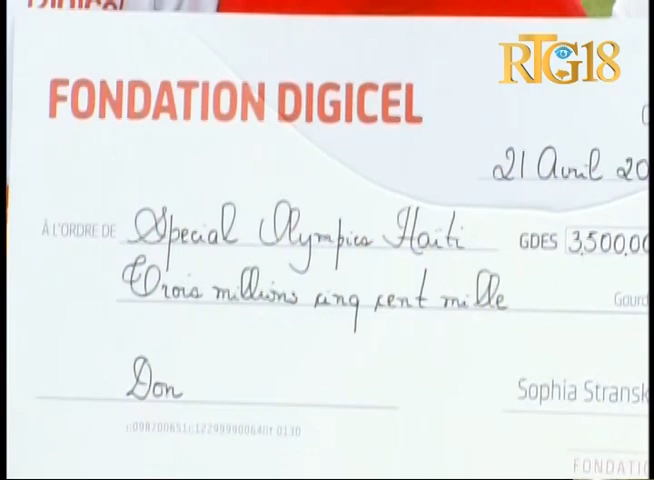 RTG18
FONDATION DIGICEL
21 Avril 20
À L'ORDRE DE Special Olympics Haïti GDES 3,500,00
Trois millions cinq cent mille Gourd
Don Sophia Stransk
FONDATI